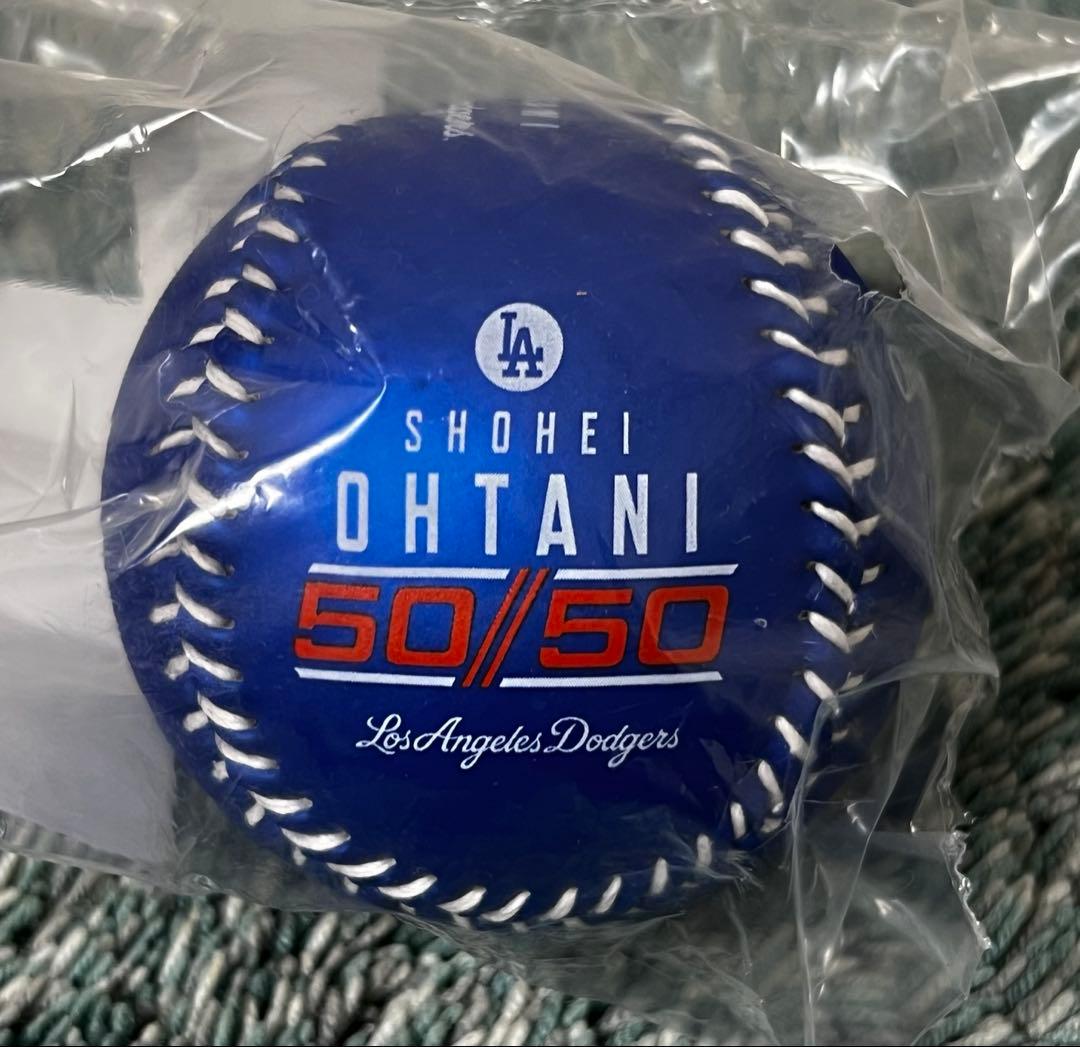 LA
SHOHEI
OHTANI
50//50
Los Angeles Dodgers